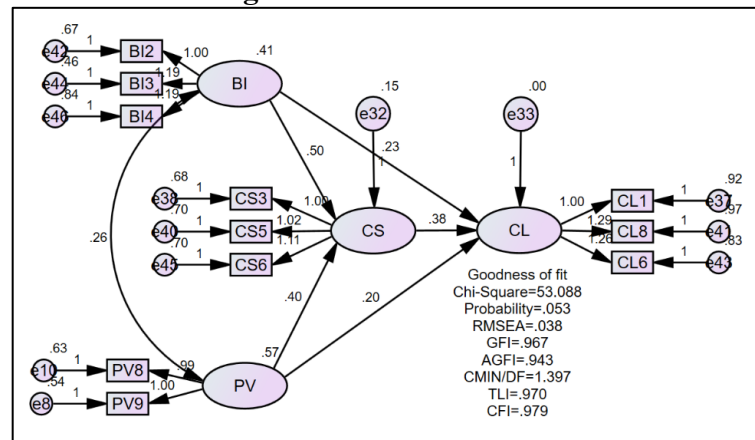 .67
e42 1 BI2 1.00 .41
.46
e44 1 BI3 1.19 BI
.84 1.19
e46 1 BI4
.15 .00
e32 e33
.50 1 .23 1
.68 .92
e38 1 CS3 1.00 1.00 CL1 1 e37
.70 .97
e40 1 CS5 1.02 CS .38 CL 1.29 CL8 1 e41
.70 1.11 1.26 .83
e45 1 CS6 CL6 1 e43
.26
.40 .20
Goodness of fit
Chi-Square=53.088
Probability=.053
RMSEA=.038
GFI=.967
AGFI=.943
CMIN/DF=1.397
TLI=.970
CFI=.979
.63 .57
e10 1 PV8 .99
.54 PV
e8 1 PV9 1.00